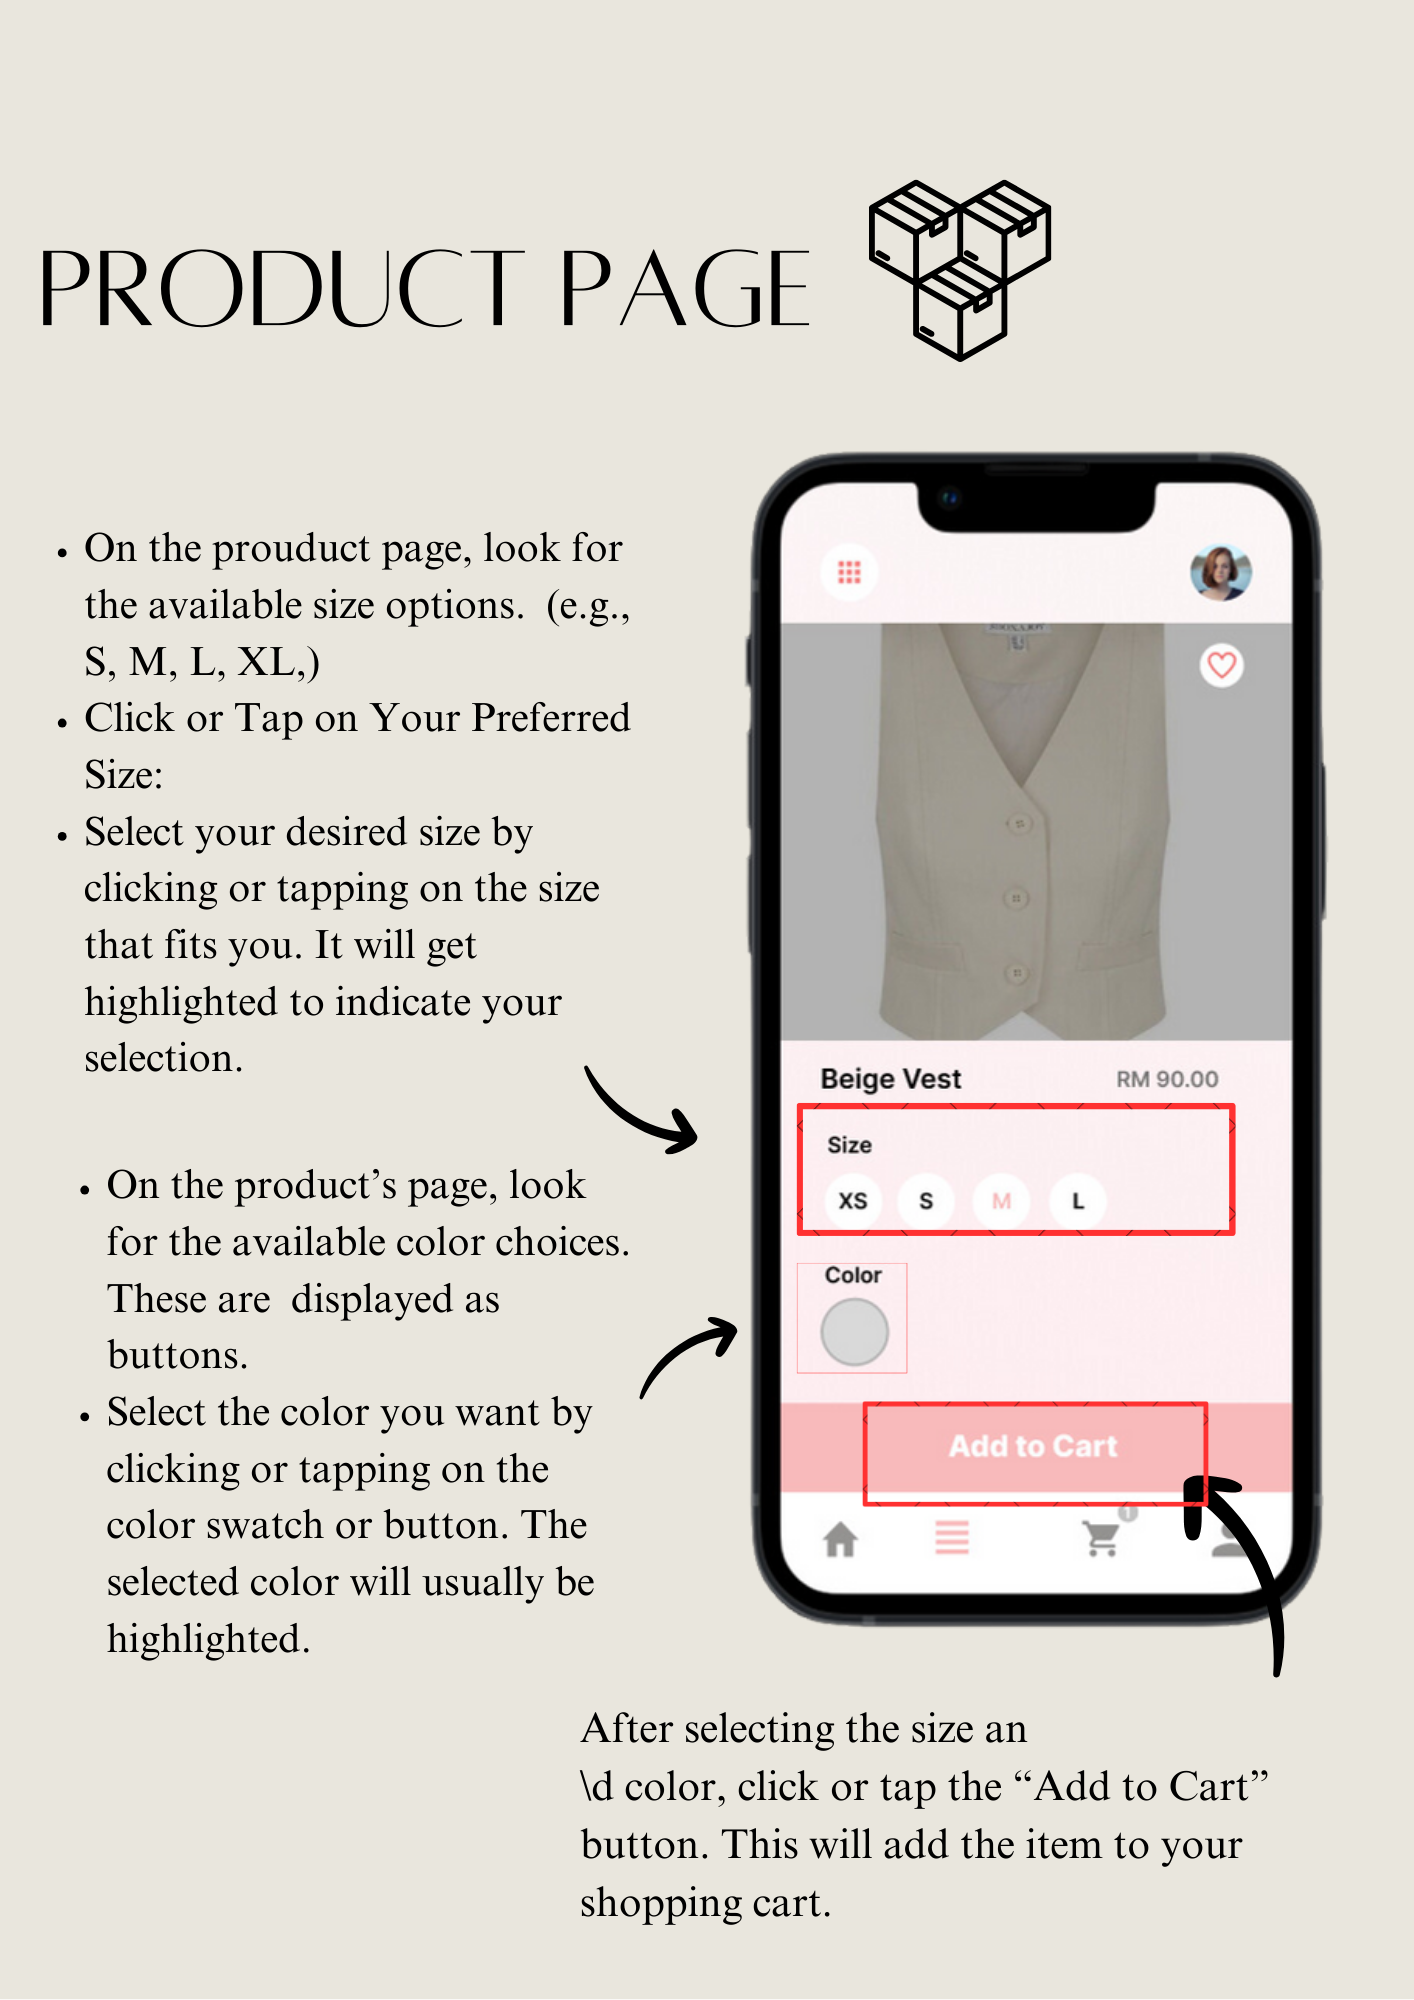 PRODUCT PAGE
• On the prouduct page, look for
the available size options.  (e.g.,
S, M, L, XL,)
• Click or Tap on Your Preferred
Size:
• Select your desired size by
clicking or tapping on the size
that fits you. It will get
highlighted to indicate your
selection.
• On the product’s page, look
for the available color choices.
These are  displayed as
buttons.
• Select the color you want by
clicking or tapping on the
color swatch or button. The
selected color will usually be
highlighted.
Beige Vest RM 90.00
Size
XS S M L
Color
Add to Cart
1
After selecting the size an
\d color, click or tap the “Add to Cart”
button. This will add the item to your
shopping cart.